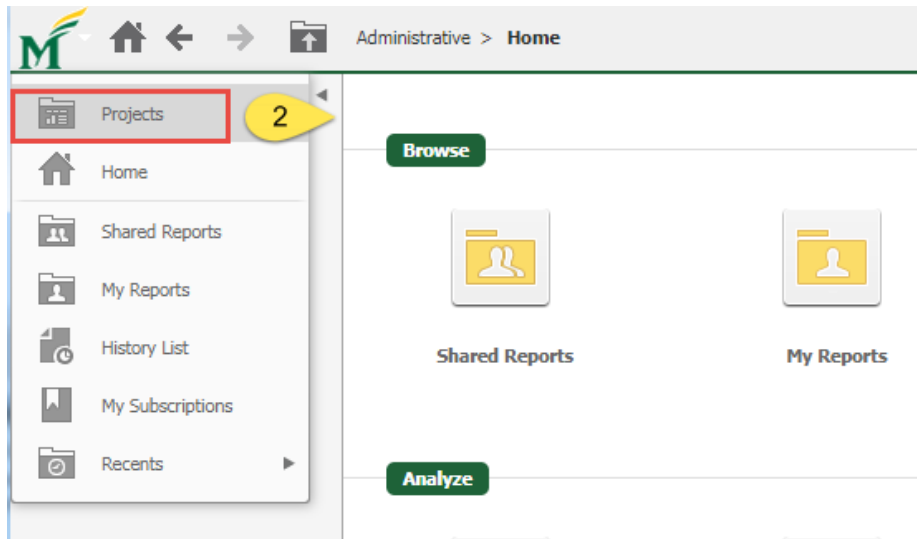 M
Administrative > Home
Projects
2
Home
Shared Reports
My Reports
History List
My Subscriptions
Recents
Browse
Shared Reports
My Reports
Analyze